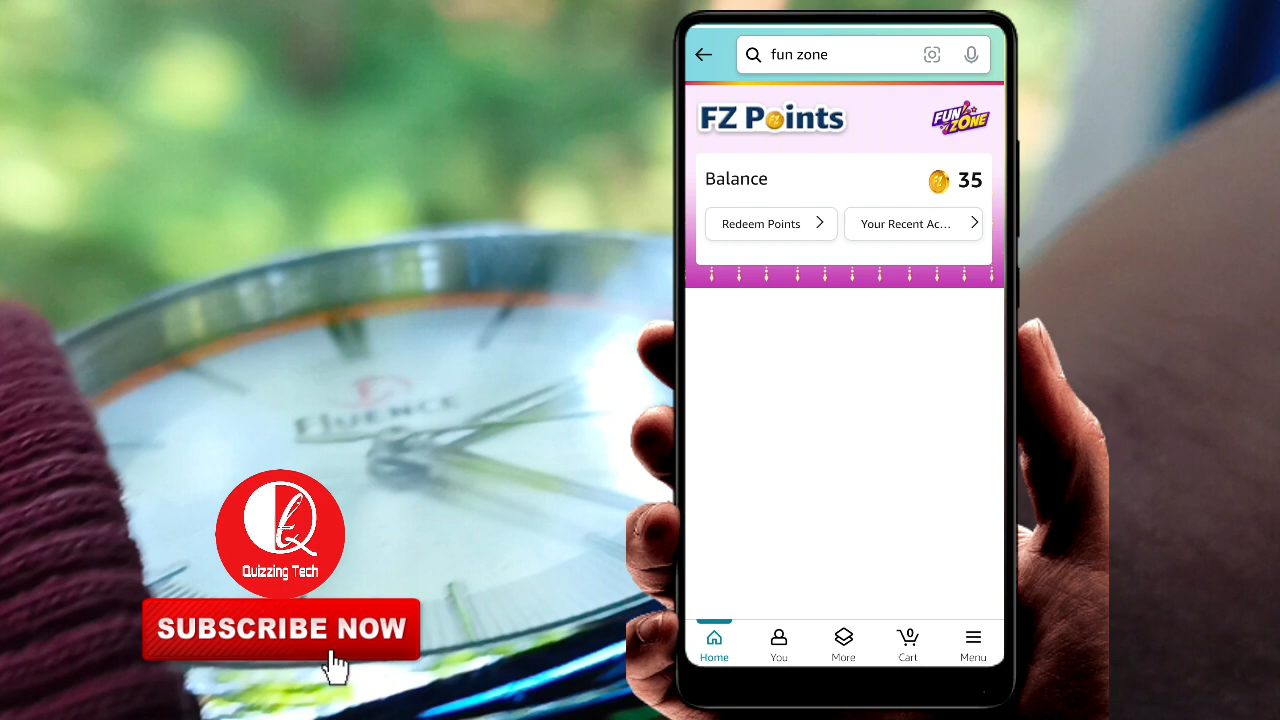 fun zone
FZ Points
FUN ZONE
Balance
35
Redeem Points
Your Recent Ac...
FLUENCE
Quizzing Tech
SUBSCRIBE NOW
0
Home
You
More
Cart
Menu